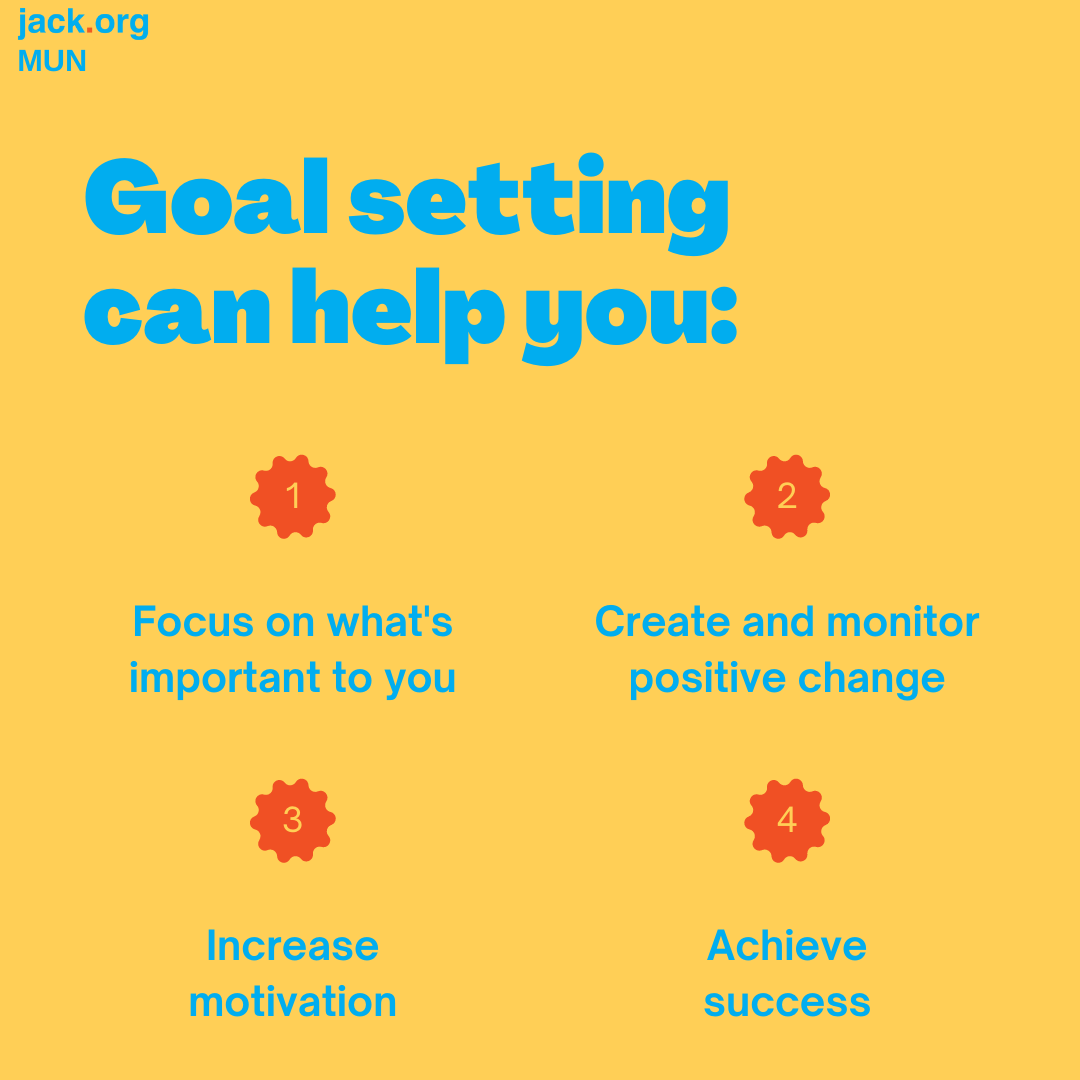 jack.org
MUN
Goal setting
can help you:
1
Focus on what's
important to you
2
Create and monitor
positive change
3
Increase
motivation
4
Achieve
success